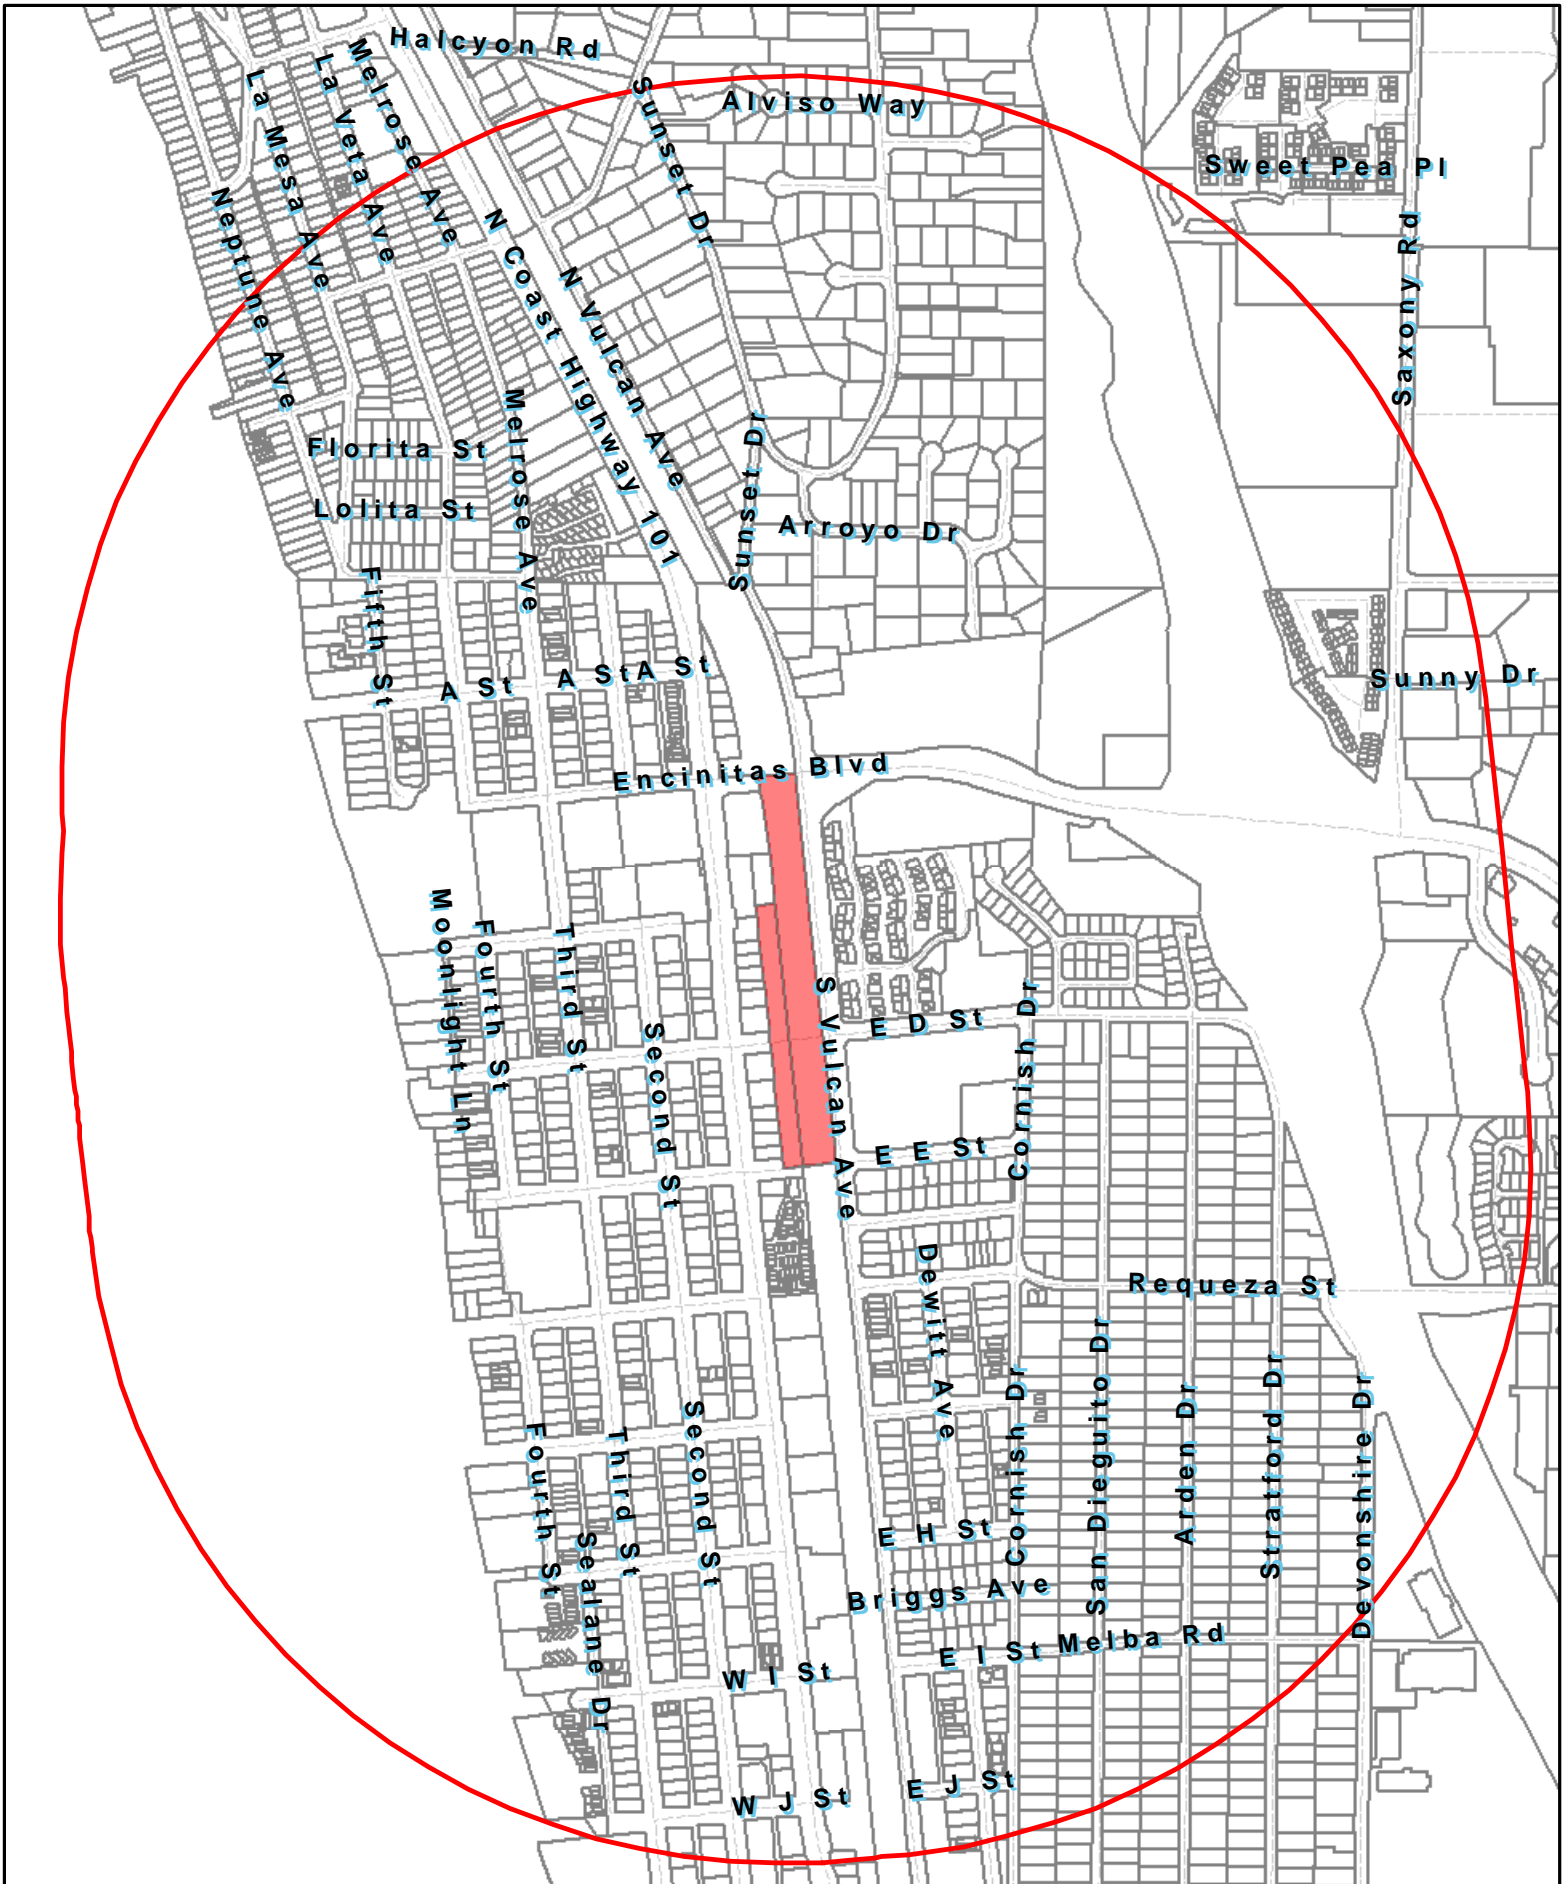 Halcyon Rd
La Mesa Ave
La Veta Ave
Melrose Ave
Sunset Dr
Alviso Way
Sweet Pea Pl
Neptune Ave
N Coast Highway 101
N Vulcan Ave
Saxony Rd
Florita St
Lolita St
Melrose Ave
Sunset Dr
Arroyo Dr
Fifth St
A St
A St
A St
Sunny Dr
Encinitas Blvd
Moonlight Ln
Fourth St
Third St
Second St
S Vulcan Ave
E D St
Cornish Dr
E E St
Dewitt Ave
Requeza St
Fourth St
Third St
Second St
Cornish Dr
San Dieguito Dr
Arden Dr
Stratford Dr
Devonshire Dr
E H St
Briggs Ave
Sealane Dr
E I St
Melba Rd
W I St
W J St
E J St